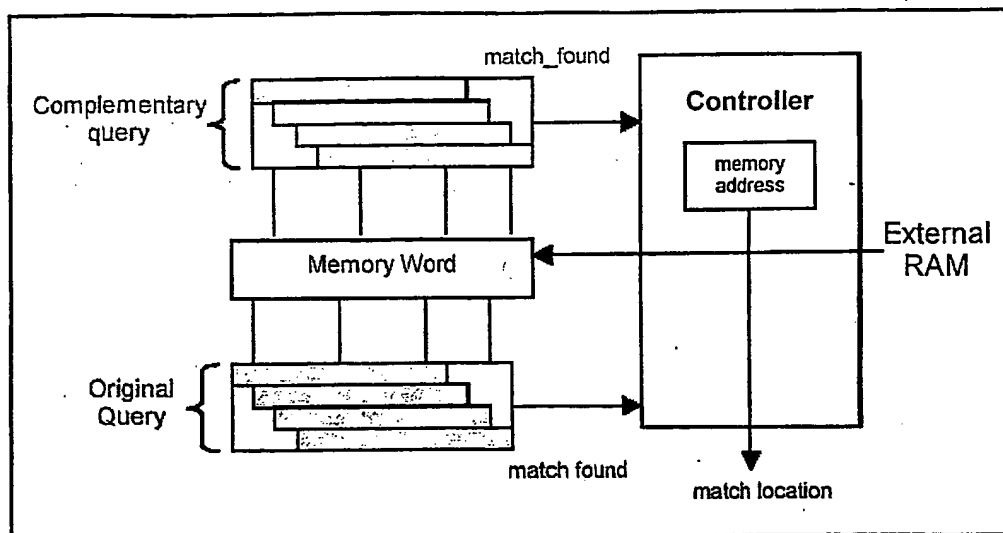 match_found
Complementary
query
Controller
memory
address
External
RAM
Memory Word
Original
Query
match found
match location